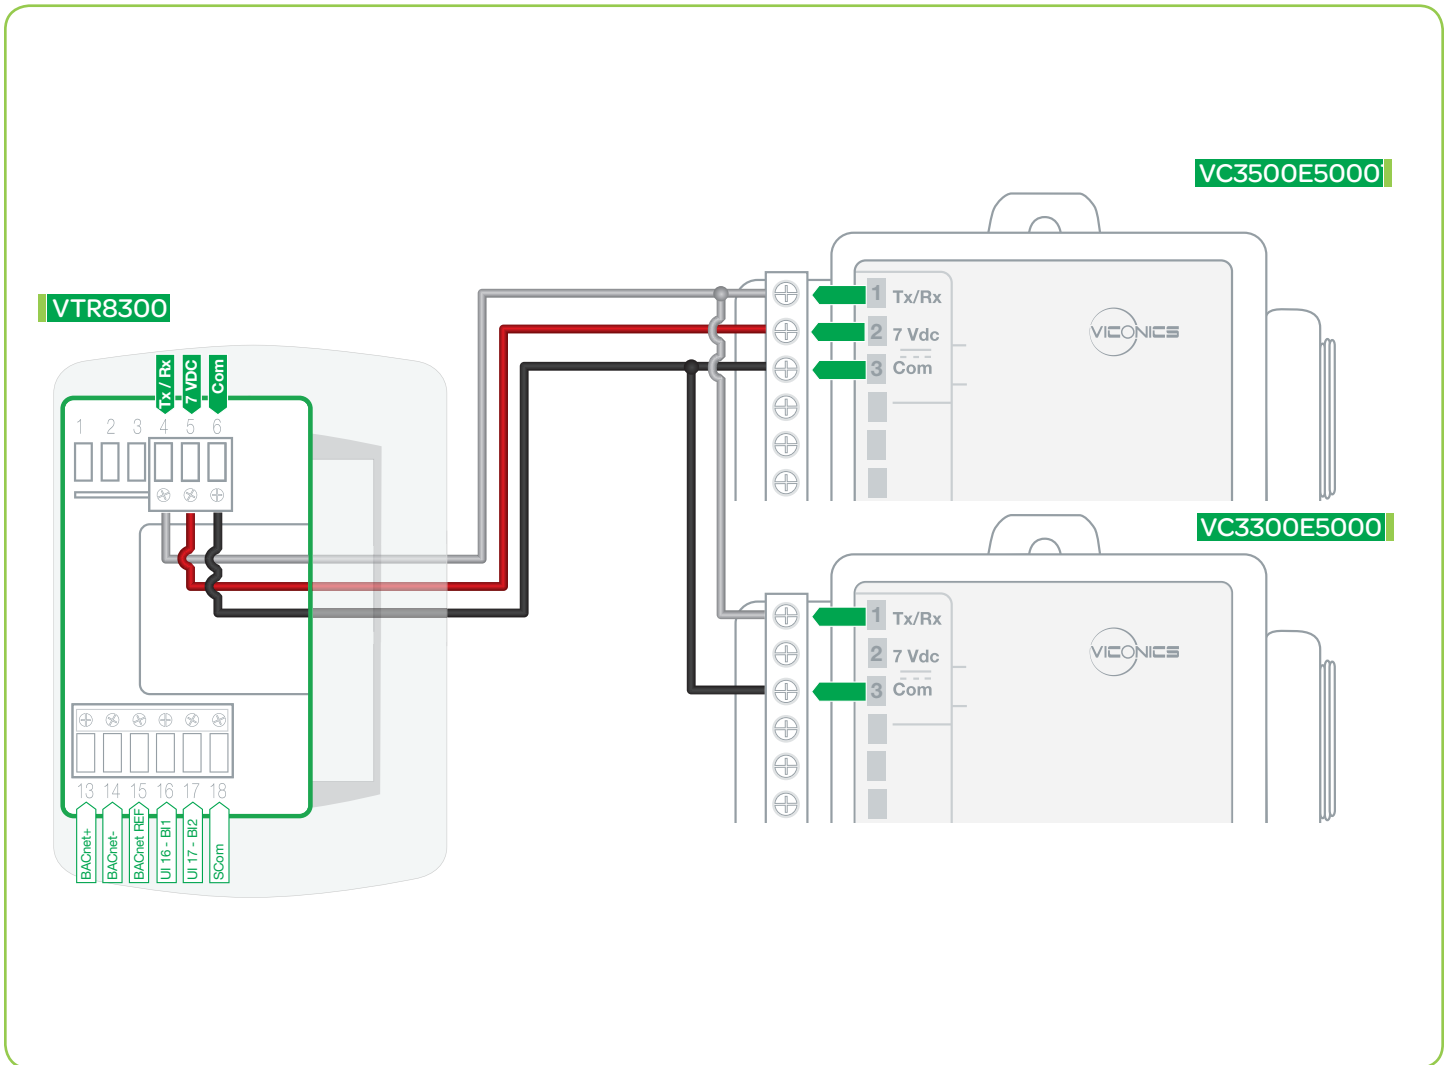 VC3500E5000
VTR8300
Tx / Rx
7 VDC
Com
1 2 3 4 5 6
1 Tx/Rx
2 7 Vdc
3 Com
VICONICS
VC3300E5000
1 Tx/Rx
2 7 Vdc
3 Com
VICONICS
13 14 15 16 17 18
BACnet+
BACnet-
BACnet REF
UI 16 - BI1
UI 17 - BI2
SCom